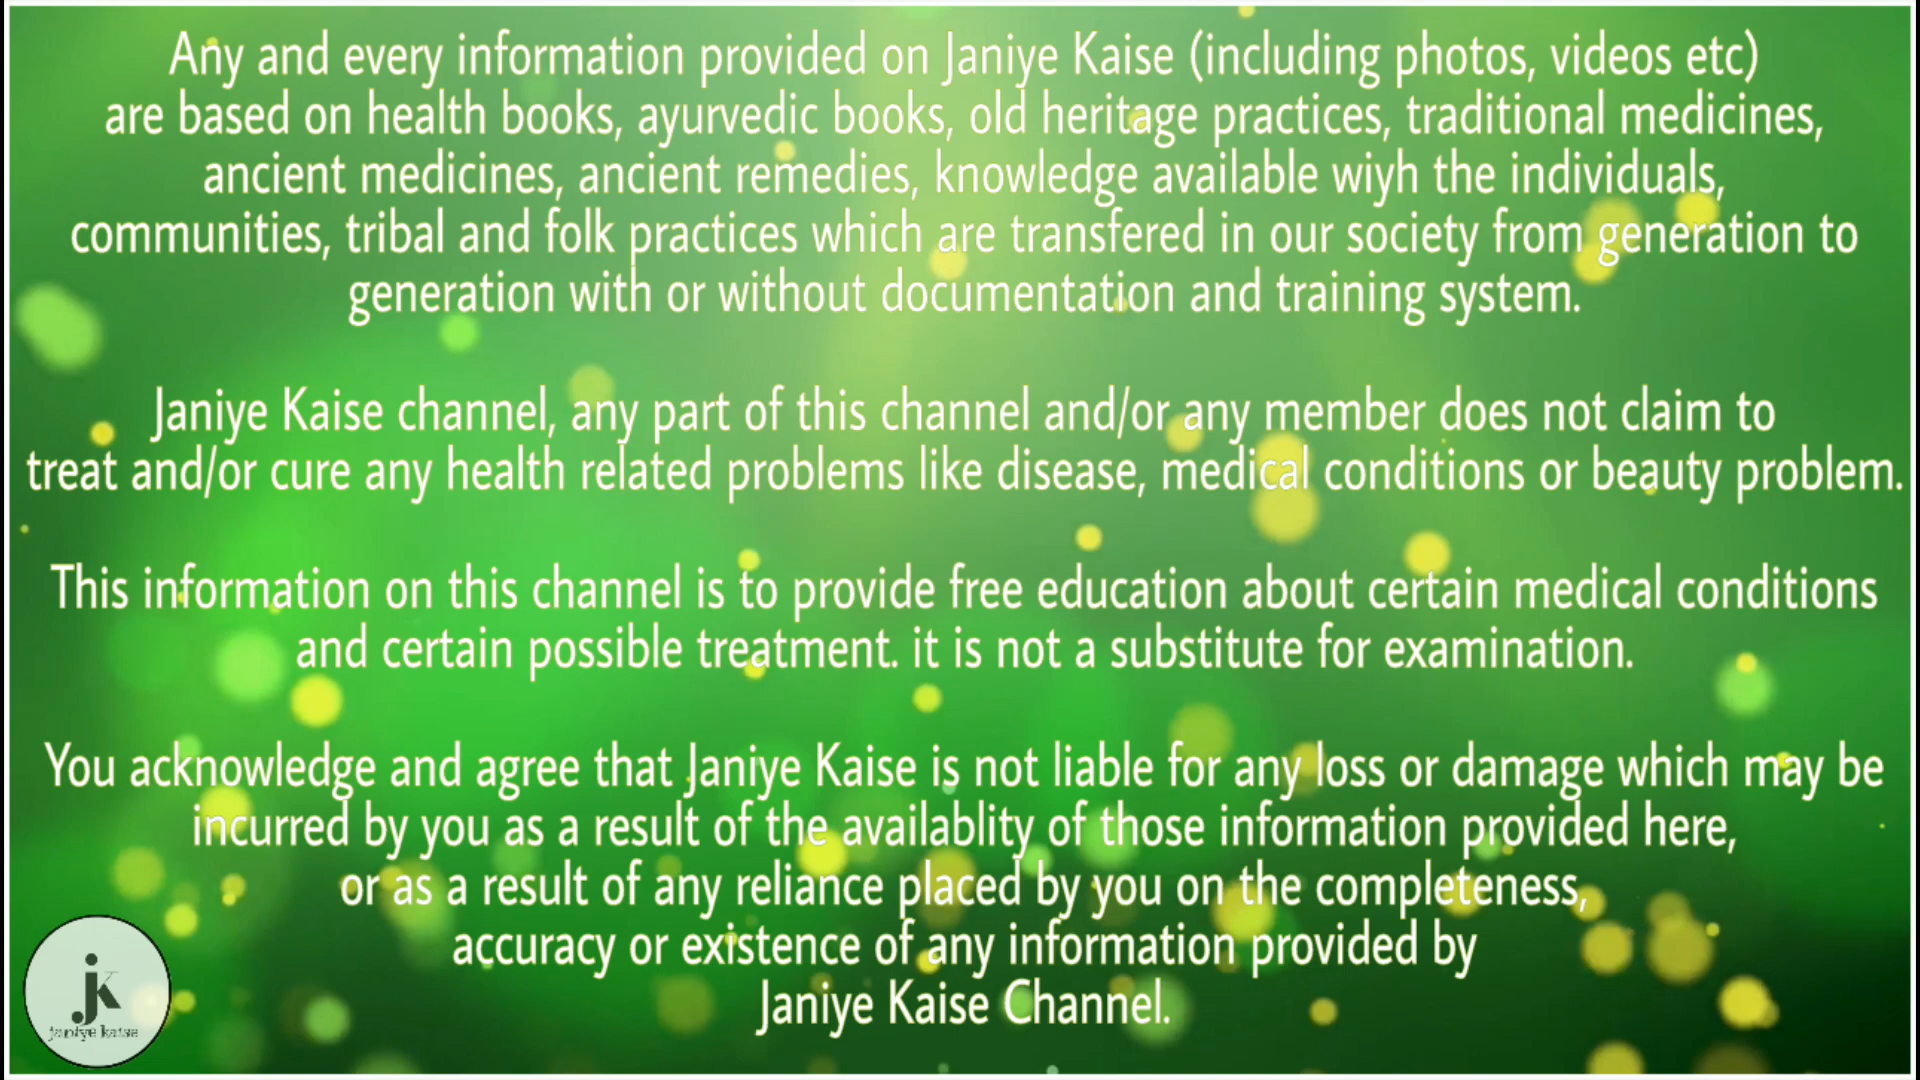 Any and every information provided on Janiye Kaise (including photos, videos etc)
are based on health books, ayurvedic books, old heritage practices, traditional medicines,
ancient medicines, ancient remedies, knowledge available wiyh the individuals,
communities, tribal and folk practices which are transfered in our society from generation to
generation with or without documentation and training system.
Janiye Kaise channel, any part of this channel and/or any member does not claim to
treat and/or cure any health related problems like disease, medical conditions or beauty problem.
This information on this channel is to provide free education about certain medical conditions
and certain possible treatment. it is not a substitute for examination.
You acknowledge and agree that Janiye Kaise is not liable for any loss or damage which may be
incurred by you as a result of the availablity of those information provided here,
or as a result of any reliance placed by you on the completeness,
accuracy or existence of any information provided by
Janiye Kaise Channel.
jk
janiye kaise